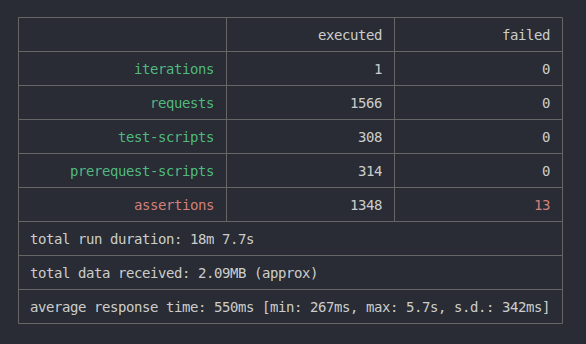 executed failed
iterations 1 0
requests 1566 0
test-scripts 308 0
prerequest-scripts 314 0
assertions 1348 13
total run duration: 18m 7.7s
total data received: 2.09MB (approx)
average response time: 550ms [min: 267ms, max: 5.7s, s.d.: 342ms]